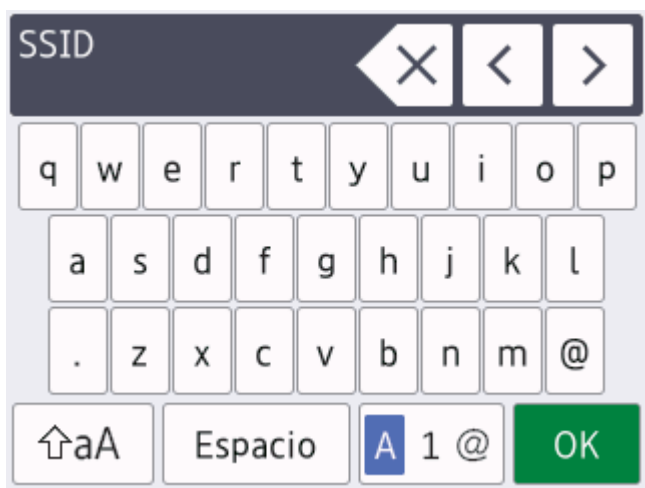 SSID
q w e r t y u i o p
a s d f g h j k l
. z x c v b n m @
aA Espacio A 1 @ OK